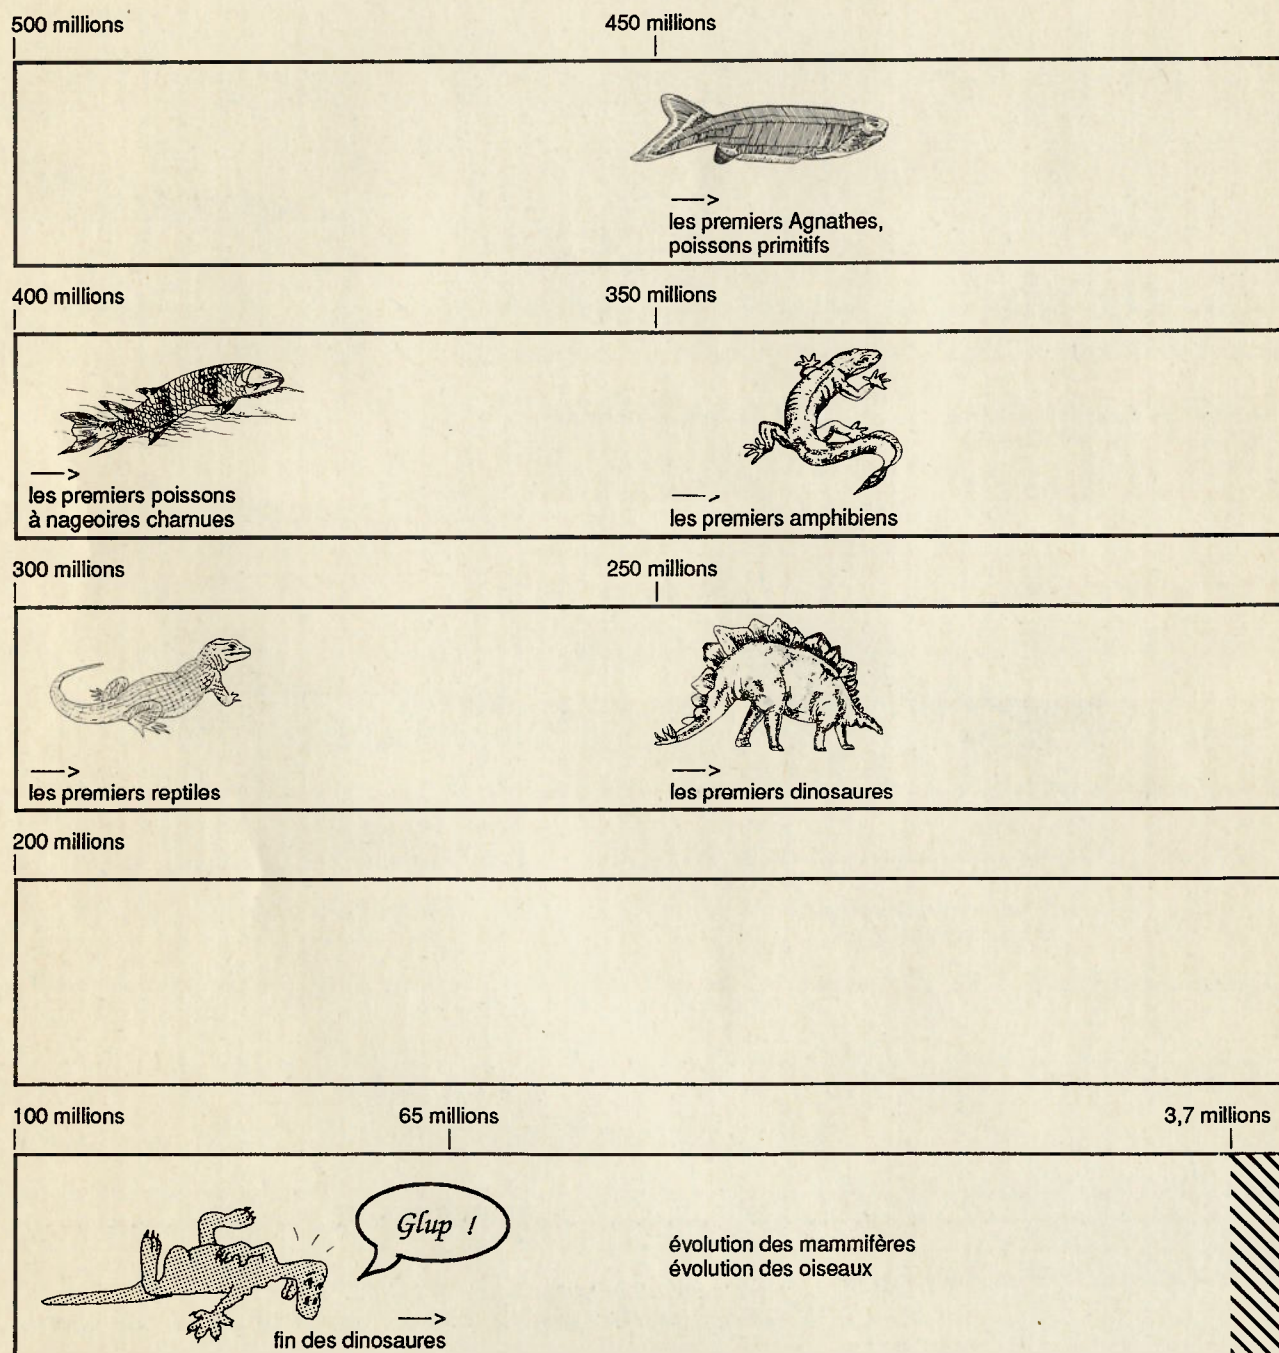 500 millions 450 millions
——>
les premiers Agnathes,
poissons primitifs
400 millions 350 millions
——>
les premiers poissons
à nageoires charnues
les premiers amphibiens
300 millions 250 millions
——>
les premiers reptiles
——>
les premiers dinosaures
200 millions
100 millions 65 millions 3,7 millions
Glup !
——>
fin des dinosaures
évolution des mammifères
évolution des oiseaux